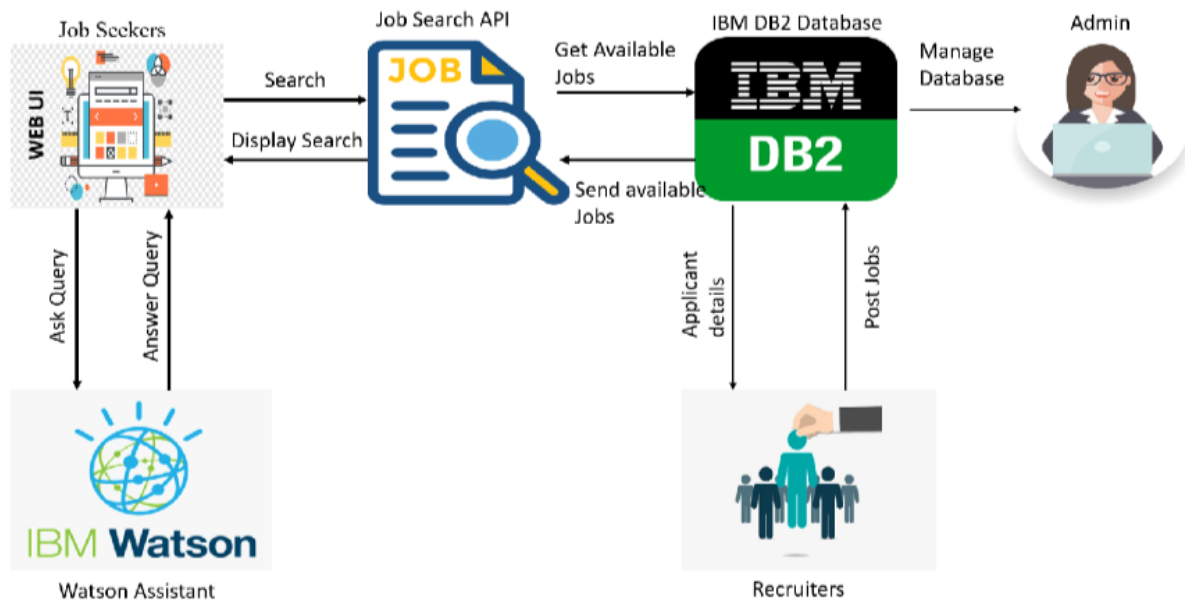 Job Seekers
Job Search API
IBM DB2 Database
Admin
WEB UI
JOB
Search
Display Search
Get Available
Jobs
Send available
Jobs
IBM
DB2
Manage
Database
Ask Query
Answer Query
Applicant
details
Post Jobs
IBM Watson
Watson Assistant
Recruiters